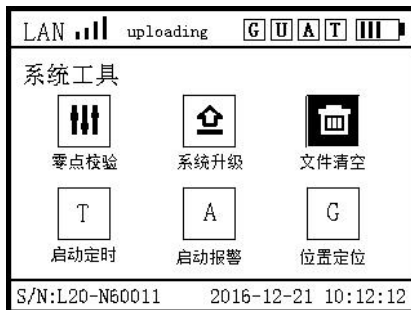 LAN uploading G U A T
系统工具
零点校验 系统升级 文件清空
T A G
启动定时 启动报警 位置定位
S/N:L20-N60011 2016-12-21 10:12:12